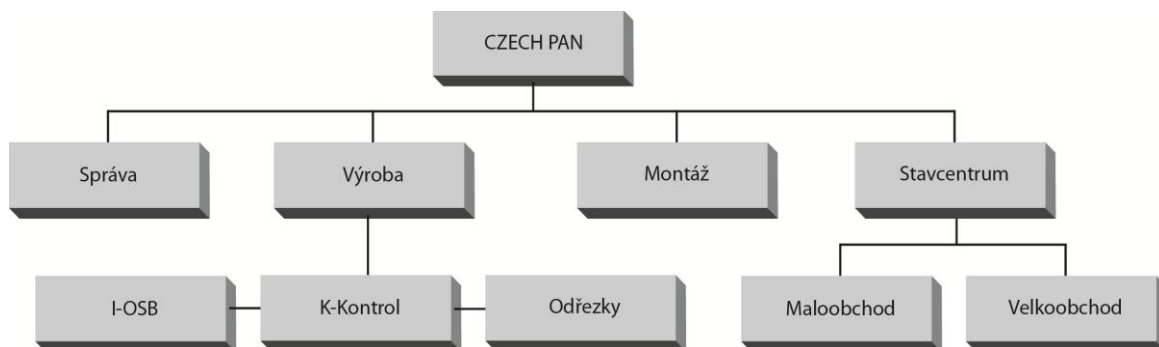 CZECH PAN
Správa
Výroba
Montáž
Stavcentrum
I-OSB
K-Kontrol
Odřezky
Maloobchod
Velkoobchod